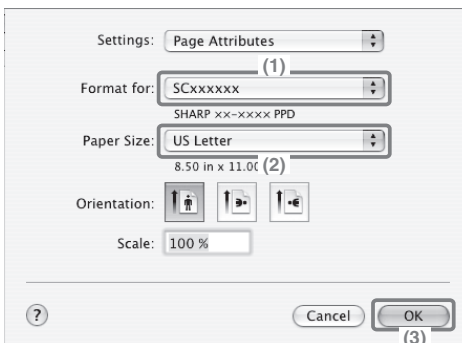 Settings: Page Attributes
(1)
Format for: SCxxxxxx
SHARP xx-xxxx PPD
Paper Size: US Letter
8.50 in x 11.00 (2)
Orientation:
Scale: 100 %
? Cancel OK
(3)